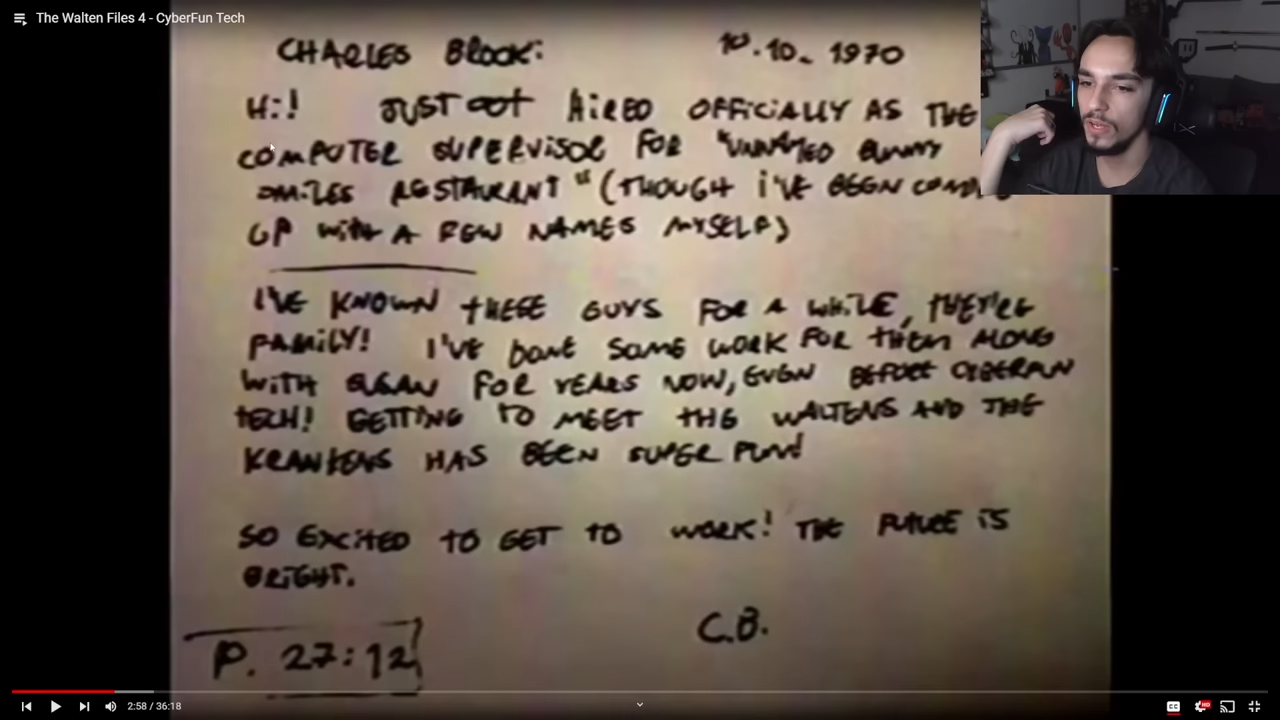 The Walten Files 4 - CyberFun Tech
CHARLES BROOK: 10.10.1970
Hi! JUST GOT HIRED OFFICIALLY AS THE
COMPUTER SUPERVISOR FOR "UNNAMED BUNNY
SMILES RESTAURANT" (THOUGH I'VE BEEN
UP WITH A FEW NAMES MYSELF)
I'VE KNOWN THESE GUYS FOR A WHILE, THEY'RE
FAMILY! I'VE DONE SOME WORK FOR THEM ALONG
WITH SUSAN FOR YEARS NOW, EVEN BEFORE CYBERFUN
TECH! GETTING TO MEET THE WALTENS AND THE
KRANKENS HAS BEEN SUPER FUN!
SO EXCITED TO GET TO WORK! THE FUTURE IS
BRIGHT.
C.B.
P. 27:12
2:58 / 36:18
CC
HD